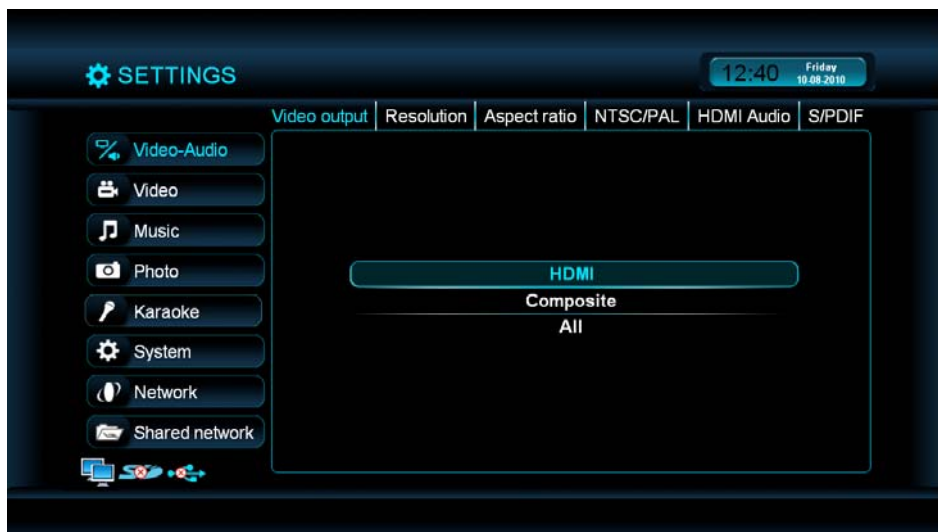 SETTINGS
12:40
Friday
10-08-2010
Video output
Resolution
Aspect ratio
NTSC/PAL
HDMI Audio
S/PDIF
Video-Audio
Video
Music
Photo
Karaoke
System
Network
Shared network
HDMI
Composite
All